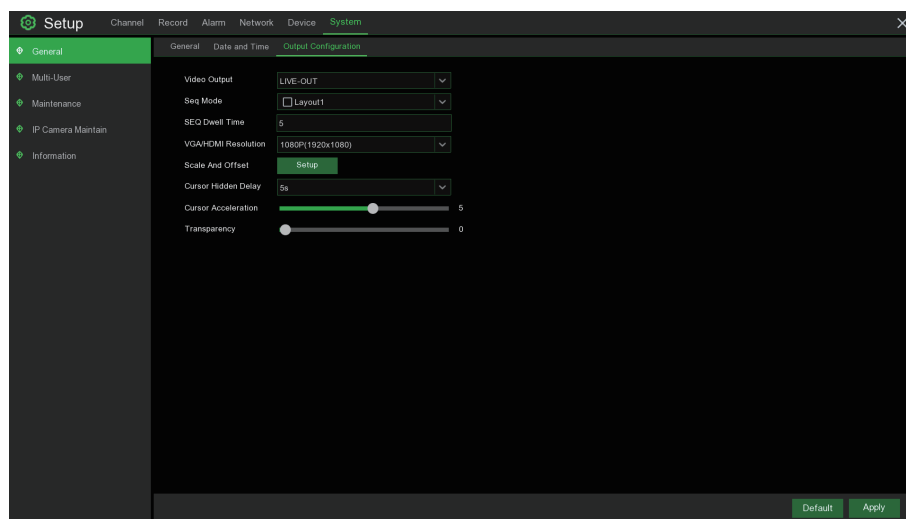 Setup Channel Record Alarm Network Device System
General
Multi-User
Maintenance
IP Camera Maintain
Information
General Date and Time Output Configuration
Video Output LIVE-OUT
Seq Mode Layout1
SEQ Dwell Time 5
VGA/HDMI Resolution 1080P(1920x1080)
Scale And Offset Setup
Cursor Hidden Delay 5s
Cursor Acceleration 5
Transparency 0
Default Apply